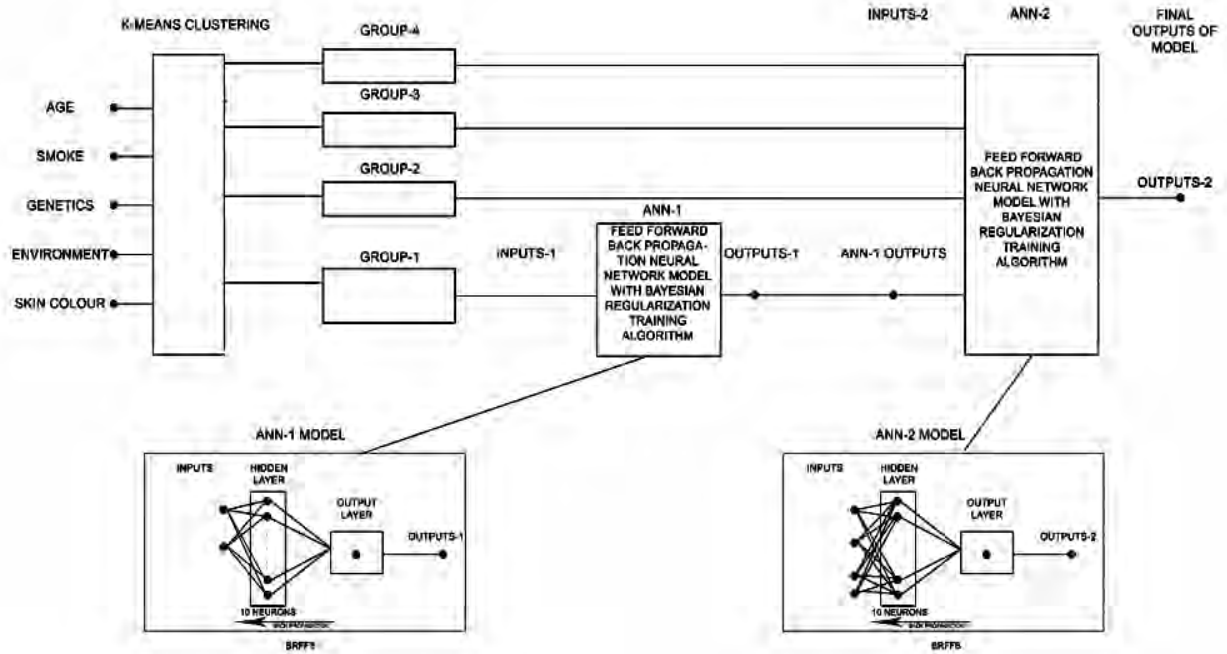 K-MEANS CLUSTERING
GROUP-4
INPUTS-2
ANN-2
FINAL
OUTPUTS OF
MODEL
AGE
SMOKE
GENETICS
ENVIRONMENT
SKIN COLOUR
GROUP-3
GROUP-2
GROUP-1
INPUTS-1
ANN-1
FEED FORWARD
BACK PROPAGA-
TION NEURAL
NETWORK MODEL
WITH BAYESIAN
REGULARIZATION
TRAINING
ALGORITHM
OUTPUTS-1
ANN-1 OUTPUTS
FEED FORWARD
BACK PROPAGATION
NEURAL NETWORK
MODEL WITH
BAYESIAN
REGULARIZATION
TRAINING
ALGORITHM
OUTPUTS-2
ANN-1 MODEL
INPUTS
HIDDEN
LAYER
OUTPUT
LAYER
OUTPUTS-1
10 NEURONS
BACK PROPAGATION
ANN-2 MODEL
INPUTS
HIDDEN
LAYER
OUTPUT
LAYER
OUTPUTS-2
10 NEURONS
BACK PROPAGATION